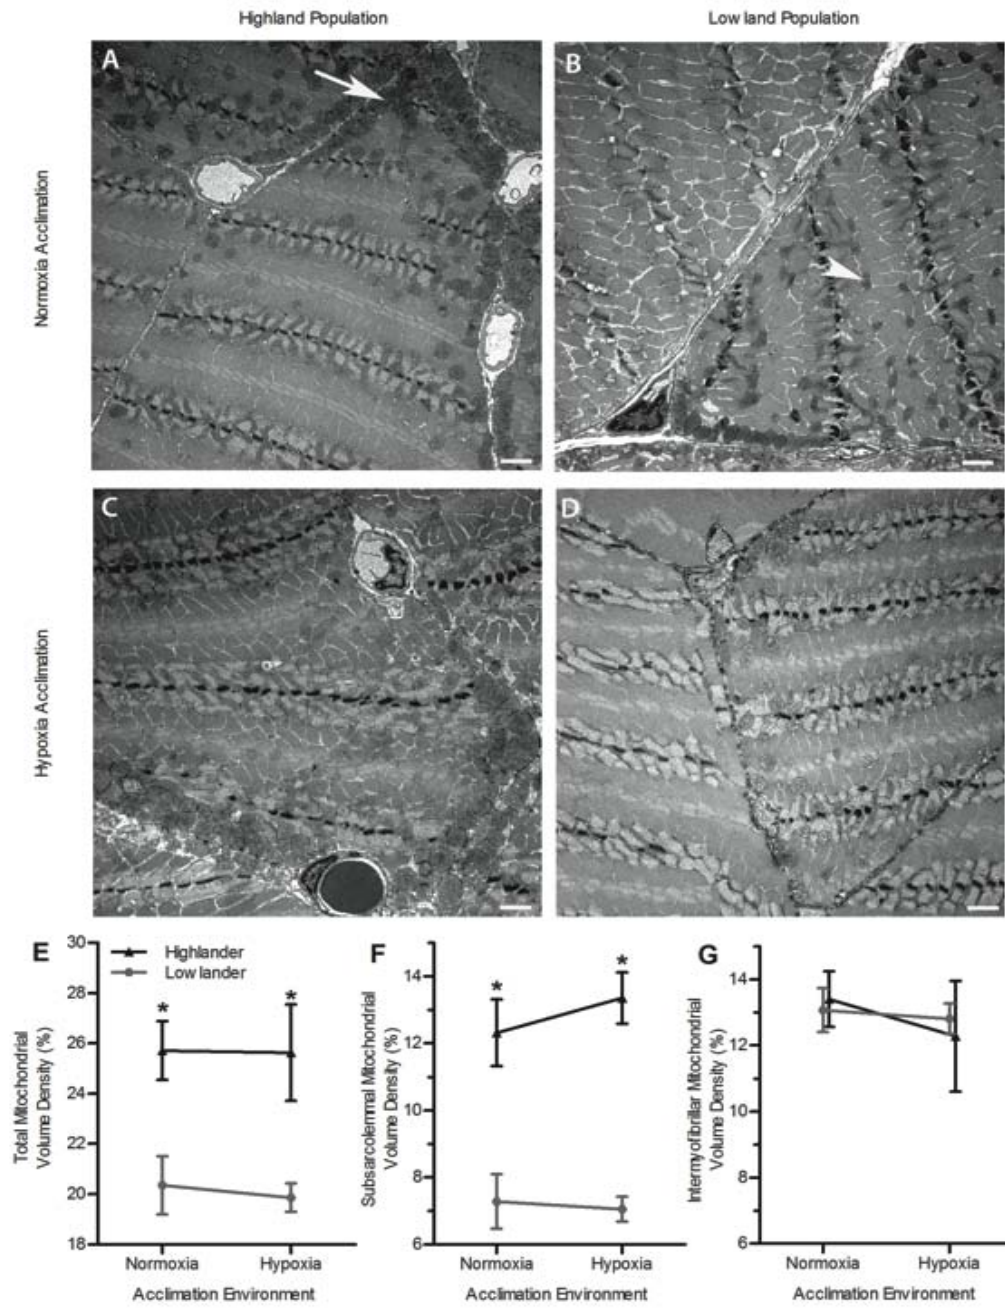 Highland Population
Low land Population
Normoxia Acclimation
A
B
Hypoxia Acclimation
C
D
E
Highlander
Low lander
Total Mitochondrial
Volume Density (%)
30
28
26
24
22
20
18
*
*
Normoxia
Hypoxia
Acclimation Environment
F
Subsarcolemmal Mitochondrial
Volume Density (%)
14
12
10
8
6
*
*
Normoxia
Hypoxia
Acclimation Environment
G
Intermyofibrillar Mitochondrial
Volume Density (%)
14
12
10
8
6
Normoxia
Hypoxia
Acclimation Environment